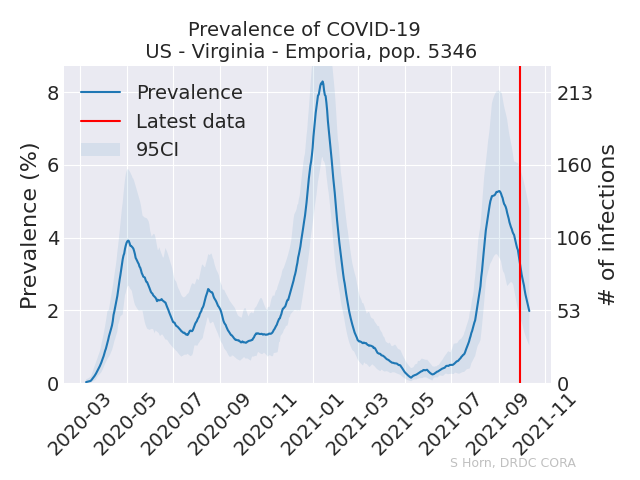 Prevalence of COVID-19
US - Virginia - Emporia, pop. 5346
Prevalence
Latest data
95CI
Prevalence (%)
8
6
4
2
0
# of infections
213
160
106
53
0
2020-03
2020-05
2020-07
2020-09
2020-11
2021-01
2021-03
2021-05
2021-07
2021-09
2021-11
S Horn, DRDC CORA